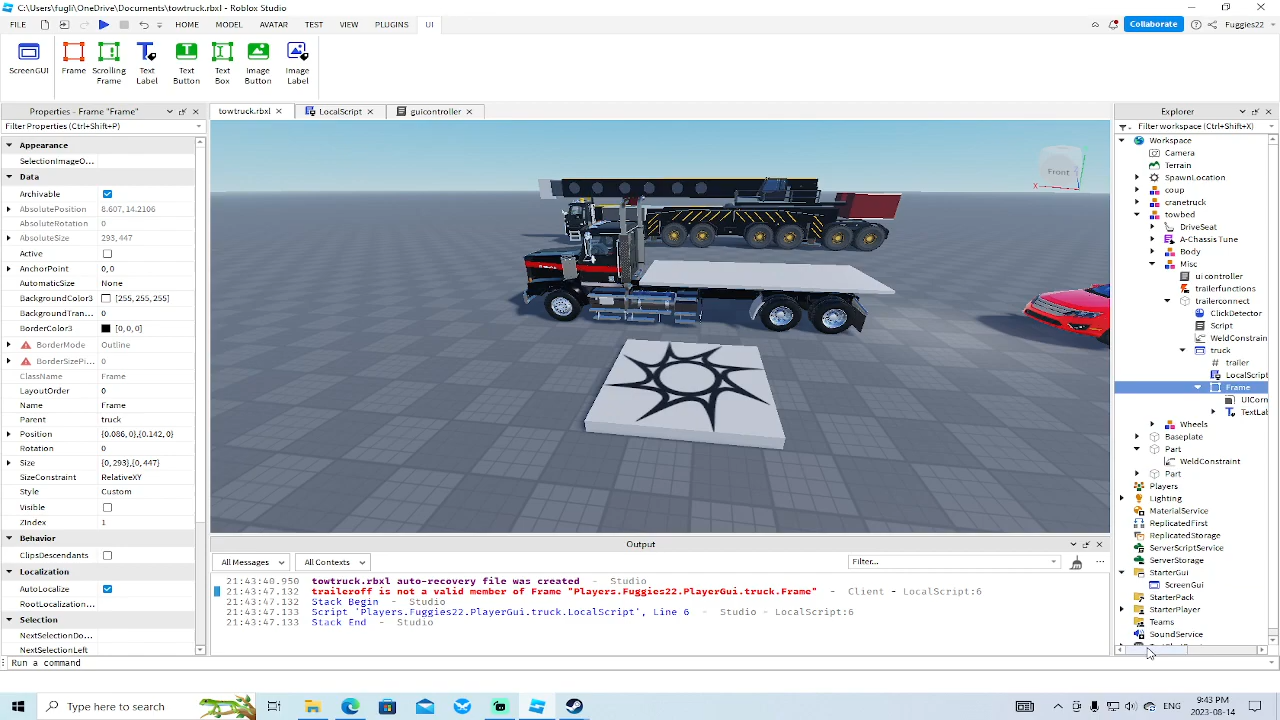 C:\Users\fugli\OneDrive\Documents\towtruck.rbxl - Roblox Studio
FILE HOME MODEL AVATAR TEST VIEW PLUGINS UI Collaborate Fuggies22
ScreenGUI Frame Scrolling Frame Text Label Text Button Text Box Image Button Image Label
Properties - Frame "Frame"
Filter Properties (Ctrl+Shift+P)
Appearance
SelectionImageO...
Data
Archivable
AbsolutePosition 8.607, 14.2106
AbsoluteRotation 0
AbsoluteSize 293, 447
Active
AnchorPoint 0, 0
AutomaticSize None
BackgroundColor3 [255, 255, 255]
BackgroundTran... 0
BorderColor3 [0, 0, 0]
BorderMode Outline
BorderSizePi... 0
ClassName Frame
LayoutOrder 0
Name Frame
Parent truck
Position {0.086, 0},{0.142, 0}
Rotation 0
Size {0, 293},{0, 447}
SizeConstraint RelativeXY
Style Custom
Visible
ZIndex 1
Behavior
ClipsDescendants
Localization
AutoLocalize
RootLocalization...
Selection
NextSelectionDo...
NextSelectionLeft
towtruck.rbxl LocalScript guicontroller
Front
X
Output
All Messages All Contexts Filter...
21:43:40.950 towtruck.rbxl auto-recovery file was created - Studio
21:43:47.132 traileroff is not a valid member of Frame "Players.Fuggies22.PlayerGui.truck.Frame" - Client - LocalScript:6
21:43:47.132 Stack Begin - Studio
21:43:47.133 Script 'Players.Fuggies22.PlayerGui.truck.LocalScript', Line 6 - Studio - LocalScript:6
21:43:47.133 Stack End - Studio
Explorer
Filter workspace (Ctrl+Shift+X)
Workspace
Camera
Terrain
SpawnLocation
coup
cranetruck
towbed
DriveSeat
A-Chassis Tune
Body
Misc
ui controller
trailerfunctions
trailerconnect
ClickDetector
Script
WeldConstrain
truck
trailer
LocalScript
Frame
UICorn
TextLab
Wheels
Baseplate
Part
WeldConstraint
Part
Players
Lighting
MaterialService
ReplicatedFirst
ReplicatedStorage
ServerScriptService
ServerStorage
StarterGui
ScreenGui
StarterPack
StarterPlayer
Teams
SoundService
Run a command
Type here to search
ENG 9:43 PM
2023-08-14